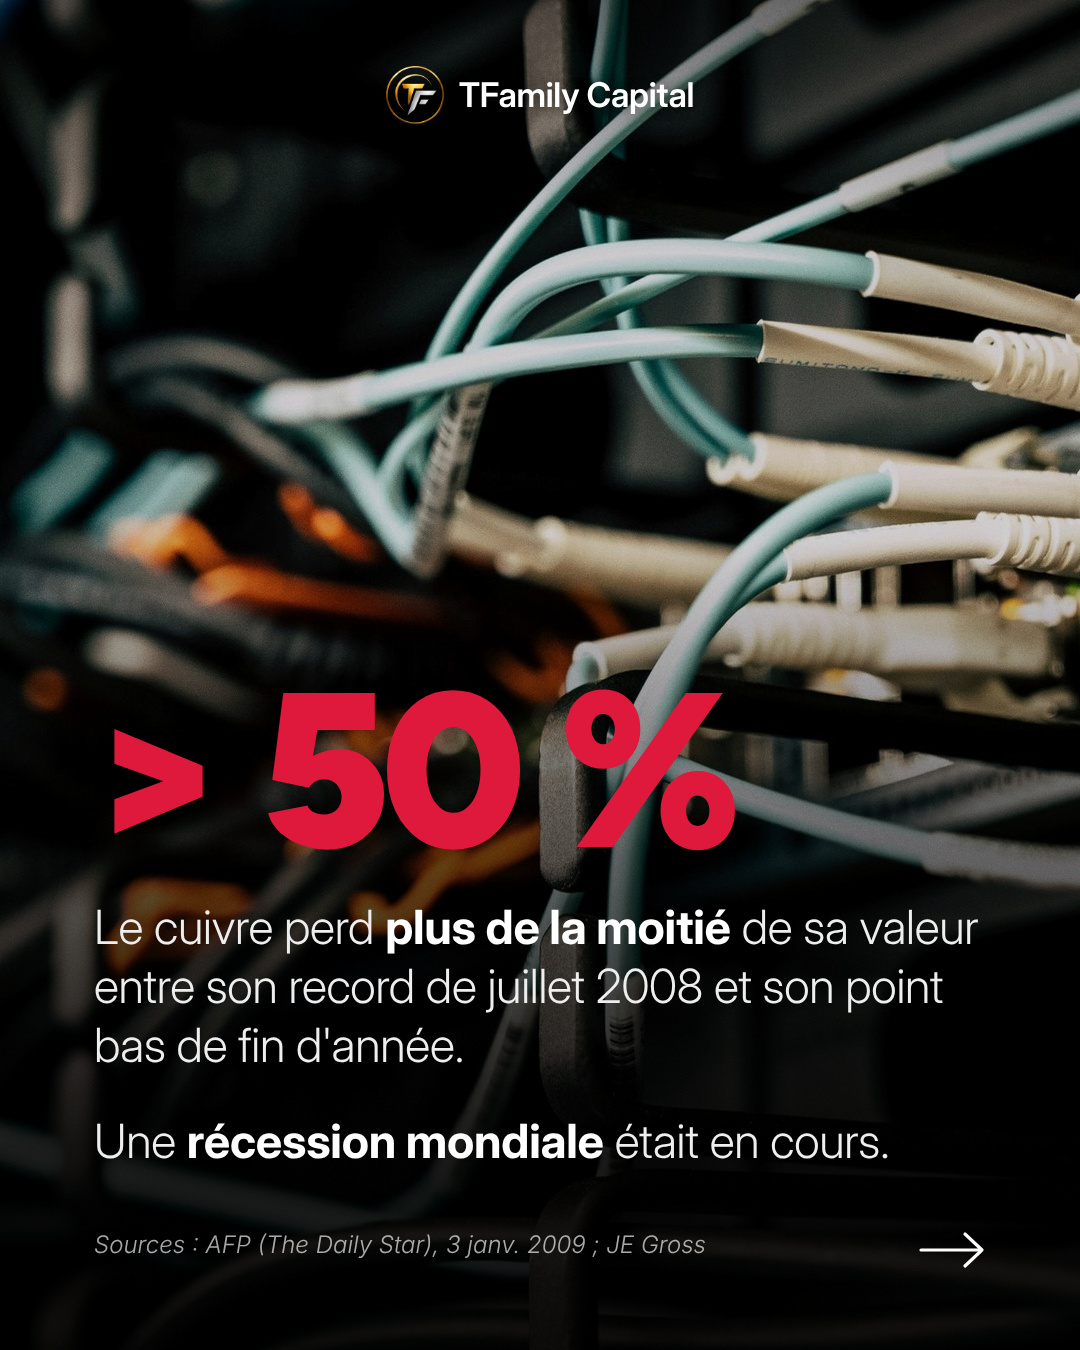 TF TFamily Capital
> 50 %
Le cuivre perd plus de la moitié de sa valeur
entre son record de juillet 2008 et son point
bas de fin d'année.
Une récession mondiale était en cours.
Sources : AFP (The Daily Star), 3 janv. 2009 ; JE Gross